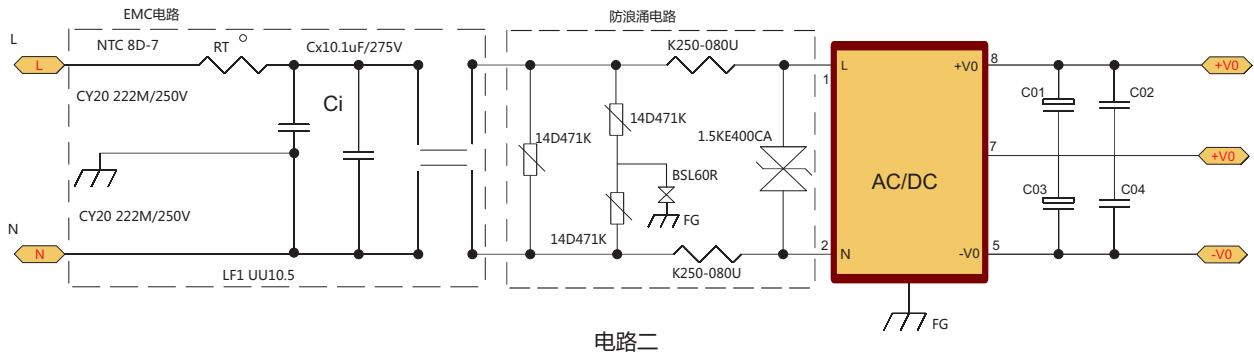 EMC电路
防浪涌电路
L
NTC 8D-7
RT
Cx10.1uF/275V
K250-080U
L
1
L
+V0
8
+V0
CY20 222M/250V
Ci
C01
C02
14D471K
14D471K
1.5KE400CA
7
+V0
AC/DC
BSL60R
C03
C04
CY20 222M/250V
FG
N
14D471K
2
N
-V0
5
N
-V0
LF1 UU10.5
K250-080U
FG
电路二